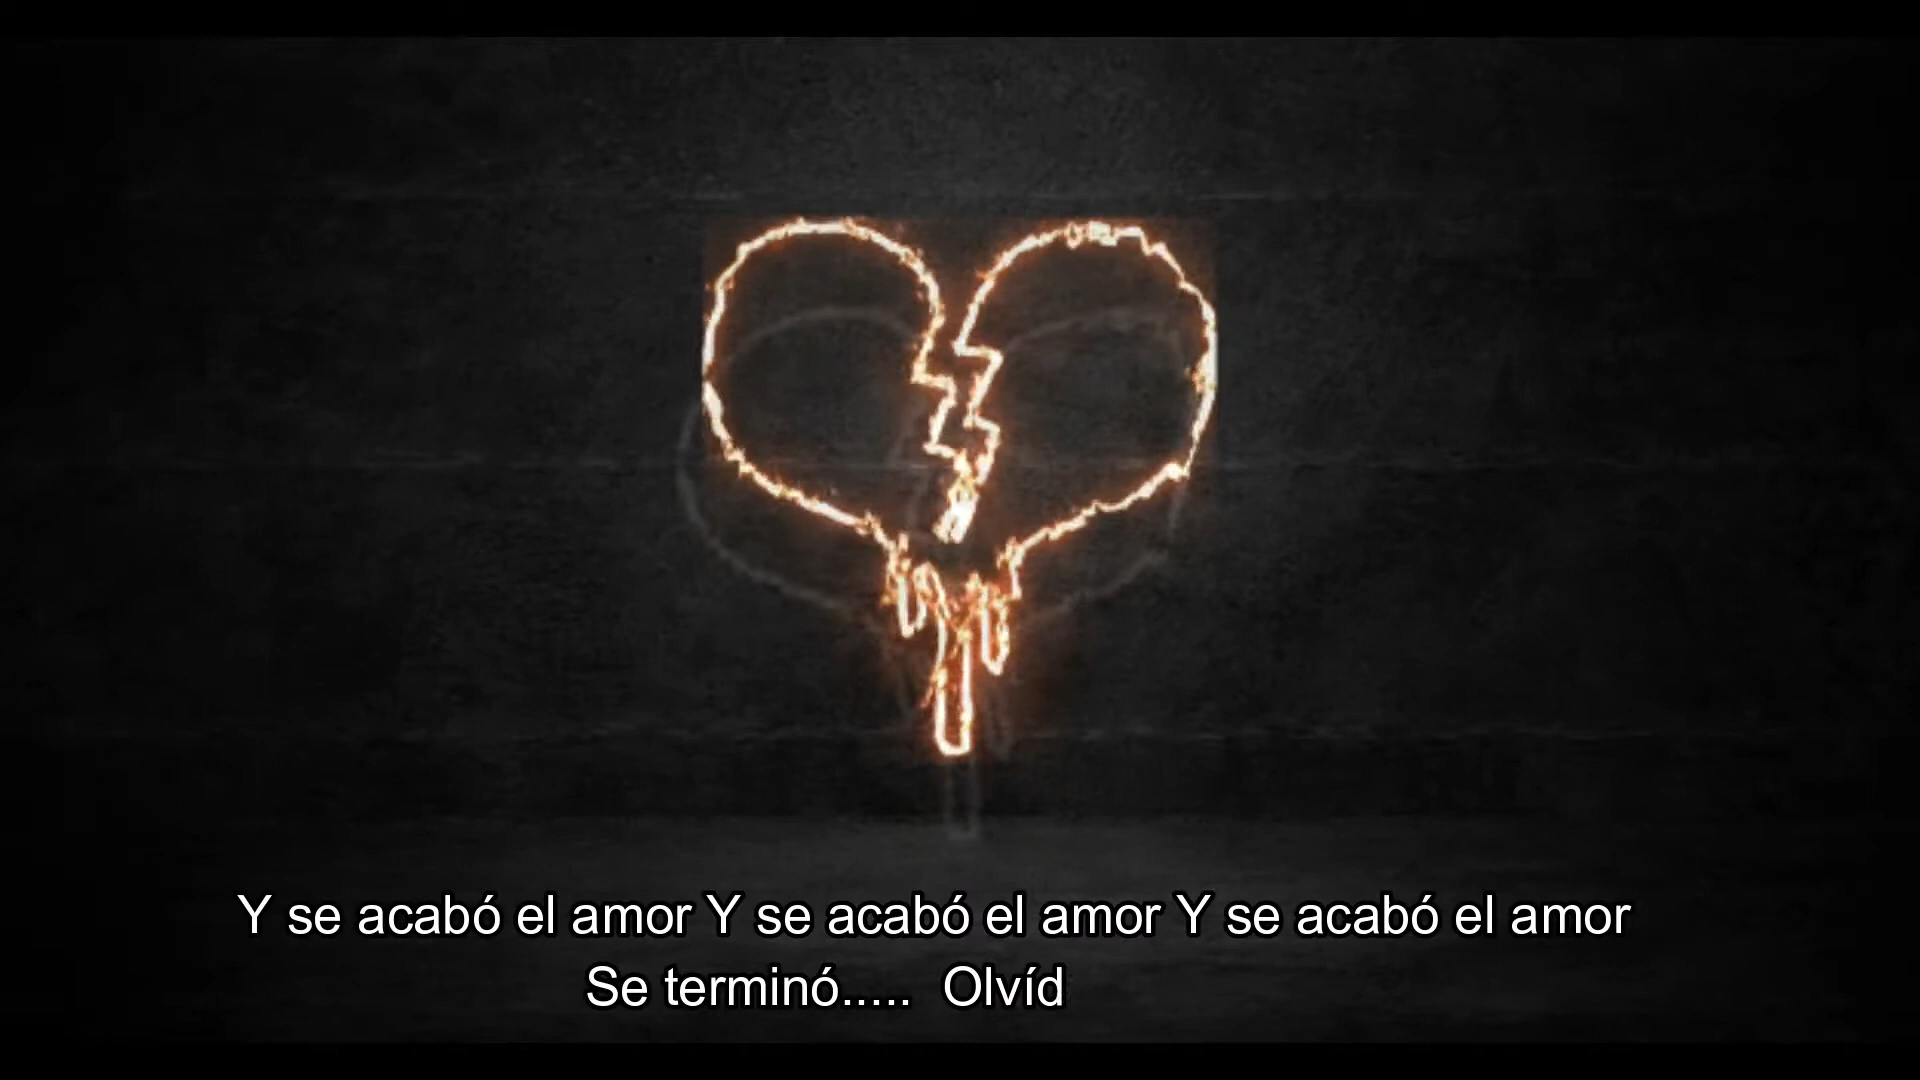 Y se acabó el amor Y se acabó el amor Y se acabó el amor
Se terminó..... Olvíd